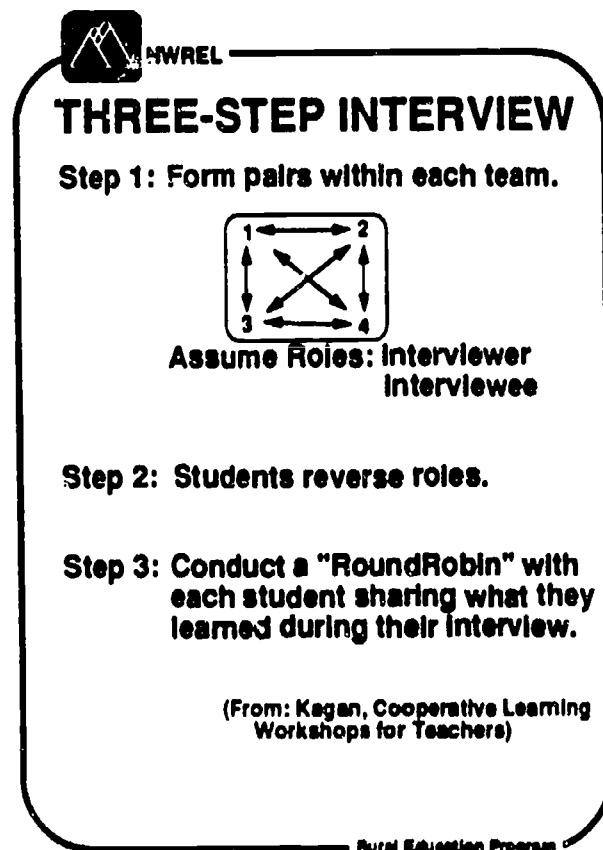 NWREL
THREE-STEP INTERVIEW
Step 1: Form pairs within each team.
1 2
3 4
Assume Roles: Interviewer
Interviewee
Step 2: Students reverse roles.
Step 3: Conduct a "RoundRobin" with
each student sharing what they
learned during their interview.
(From: Kagan, Cooperative Learning
Workshops for Teachers)
Rural Education Program